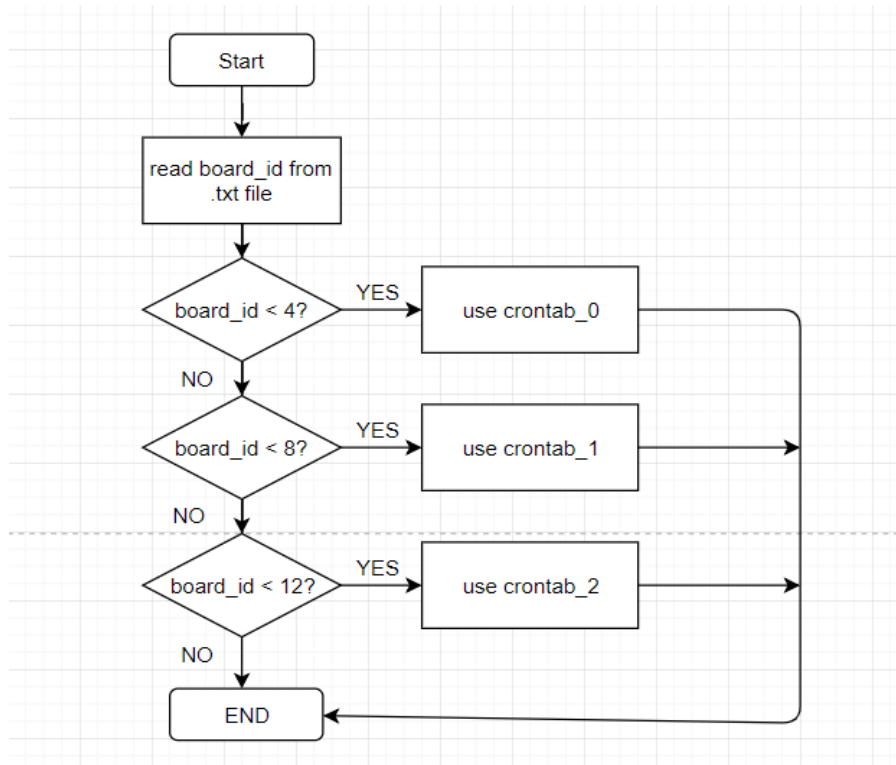 Start
read board_id from
.txt file
board_id < 4?
YES
use crontab_0
NO
board_id < 8?
YES
use crontab_1
NO
board_id < 12?
YES
use crontab_2
NO
END